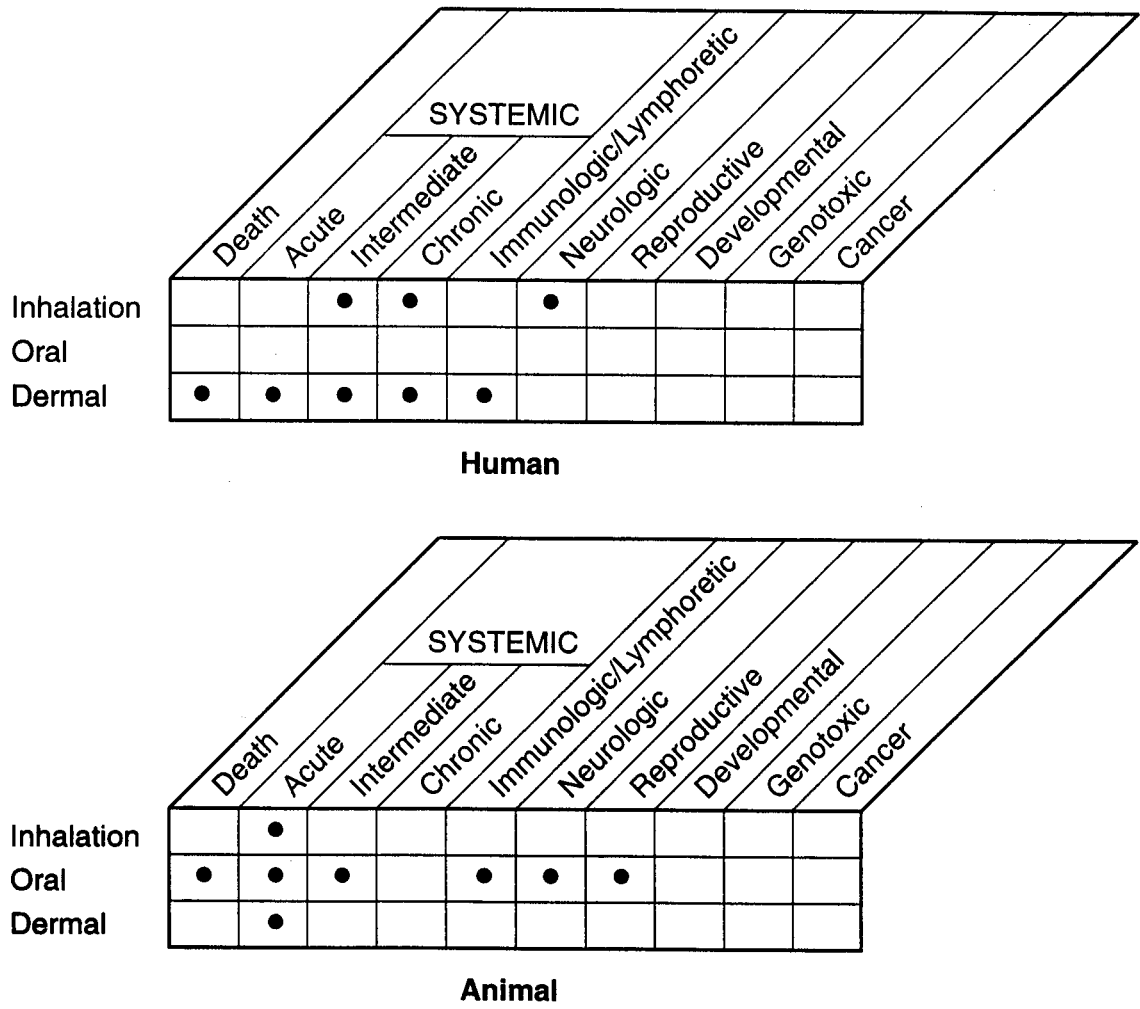 SYSTEMIC
Death
Acute
Intermediate
Chronic
Immunologic/Lymphoretic
Neurologic
Reproductive
Developmental
Genotoxic
Cancer
Inhalation
Oral
Dermal
Human
SYSTEMIC
Death
Acute
Intermediate
Chronic
Immunologic/Lymphoretic
Neurologic
Reproductive
Developmental
Genotoxic
Cancer
Inhalation
Oral
Dermal
Animal